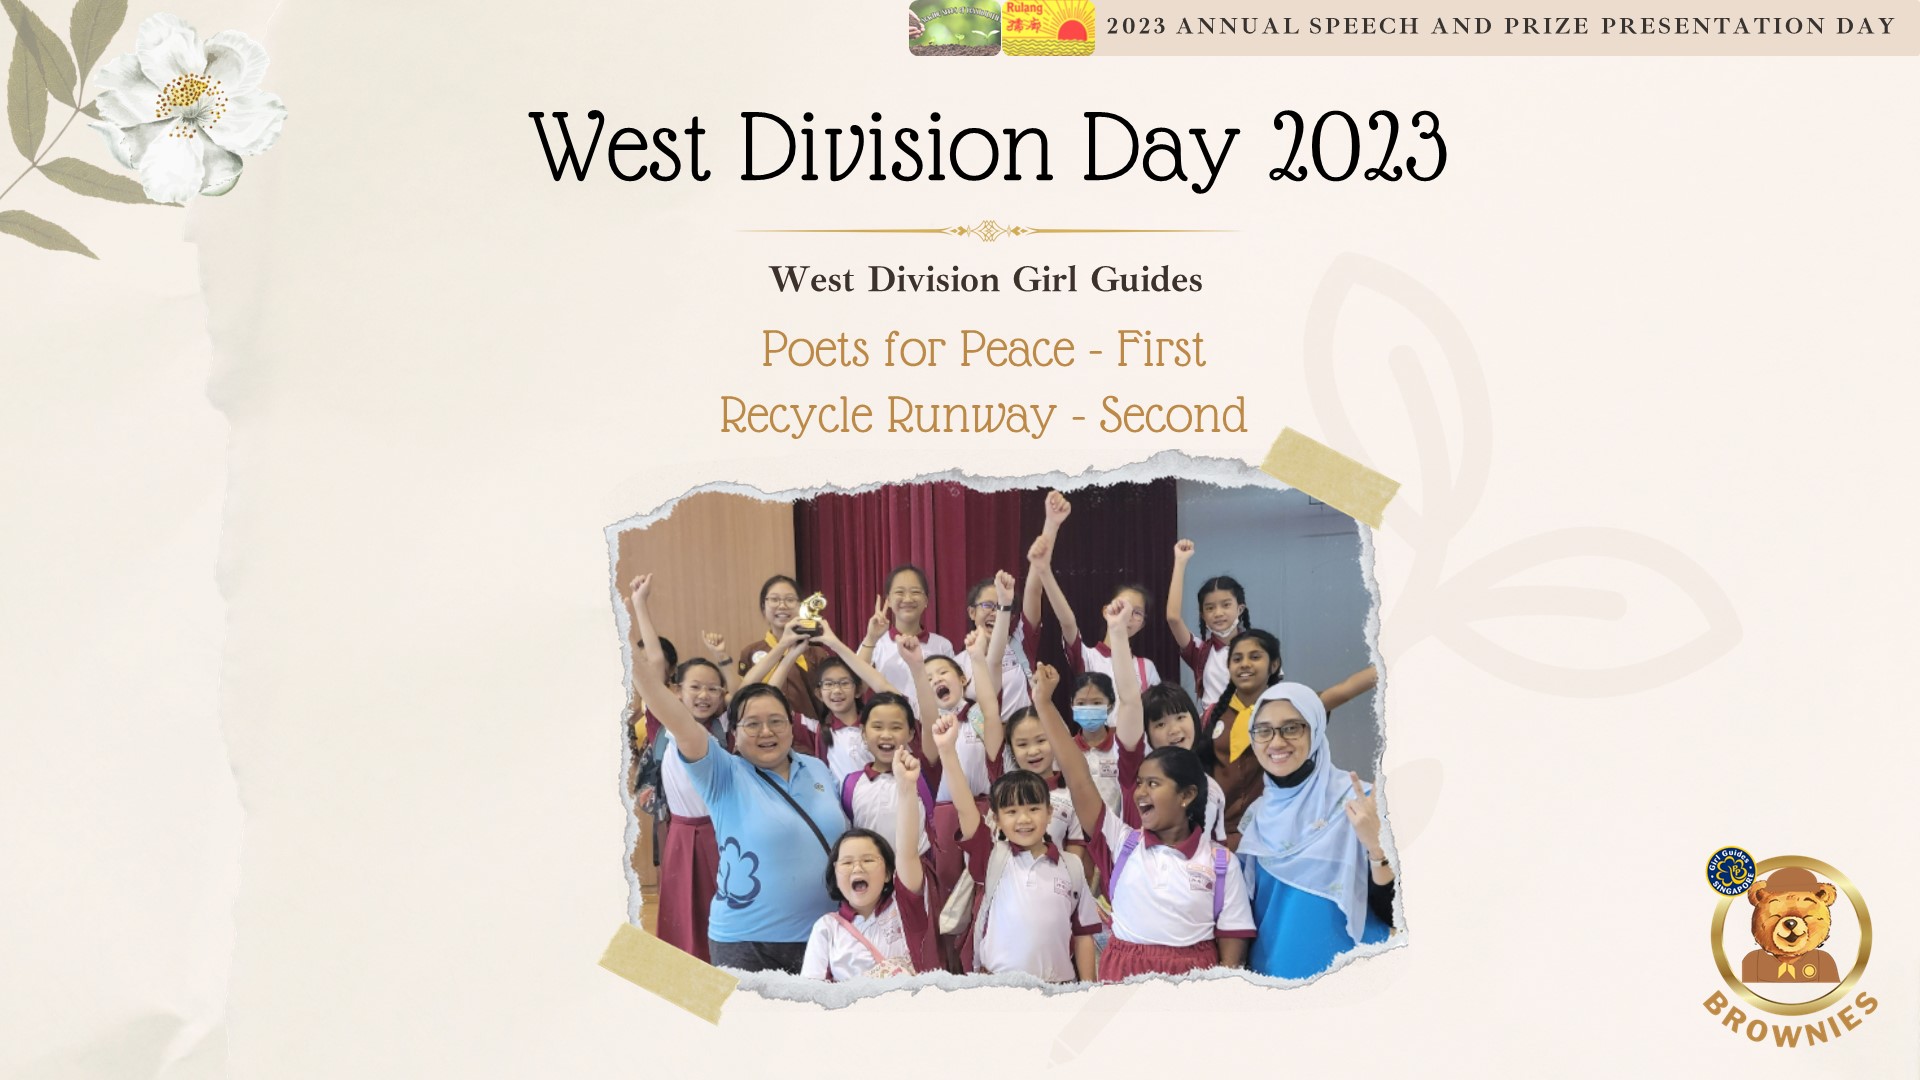 Rulang
2023 ANNUAL SPEECH AND PRIZE PRESENTATION DAY
West Division Day 2023
West Division Girl Guides
Poets for Peace - First
Recycle Runway - Second
Girl Guides
SINGAPORE
BROWNIES